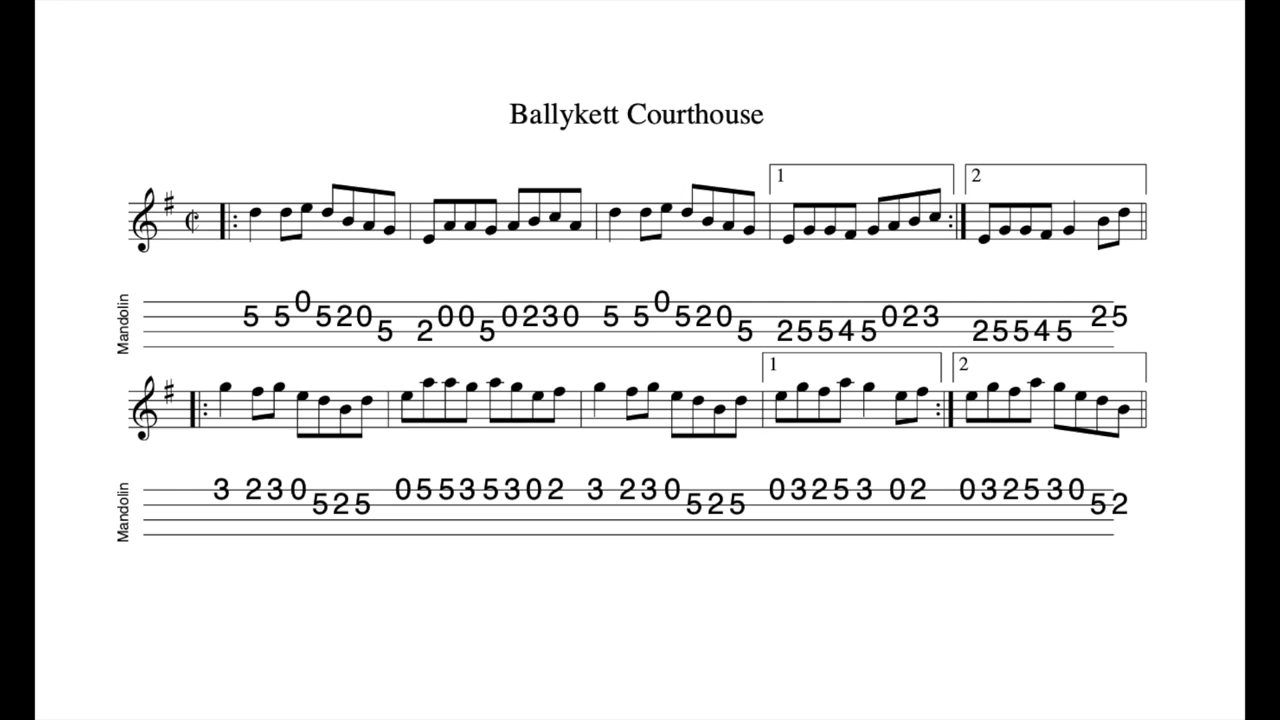 Ballykett Courthouse
1 2
Mandolin 5 5 0 5 2 0 5 2 0 0 5 0 2 3 0 5 5 0 5 2 0 5 2 5 5 4 5 0 2 3 2 5 5 4 5 2 5
1 2
Mandolin 3 2 3 0 5 2 5 0 5 5 3 5 3 0 2 3 2 3 0 5 2 5 0 3 2 5 3 0 2 0 3 2 5 3 0 5 2